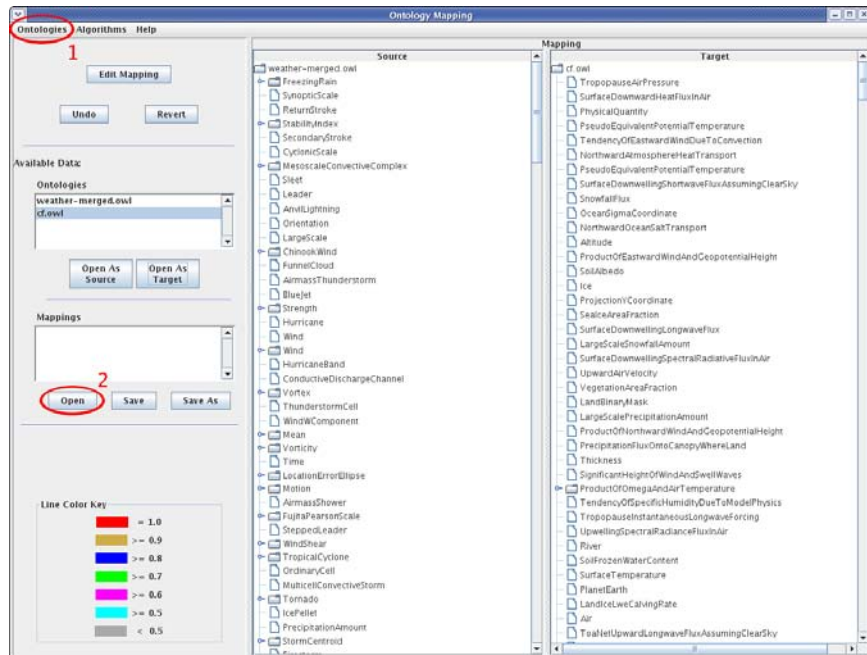 Ontology Mapping
Ontologies Algorithms Help
1
Edit Mapping
Undo Revert
Available Data:
Ontologies
weather-merged.owl
cf.owl
Open As Source
Open As Target
Mappings
2
Open Save Save As
Line Color Key
= 1.0
>= 0.9
>= 0.8
>= 0.7
>= 0.6
>= 0.5
< 0.5
Mapping
Source
weather-merged.owl
FreezingRain
SynopticScale
ReturnStroke
StabilityIndex
SecondaryStroke
CyclonicScale
MesoscaleConvectiveComplex
Sleet
Leader
AnvilLightning
Orientation
LargeScale
ChinookWind
FunnelCloud
AirmassThunderstorm
BlueJet
Strength
Hurricane
Wind
Wind
HurricaneBand
ConductiveDischargeChannel
Vortex
ThunderstormCell
WindWComponent
Mean
Vorticity
Time
LocationErrorEllipse
Motion
AirmassShower
FujitaPearsonScale
SteppedLeader
WindShear
TropicalCyclone
OrdinaryCell
MulticellConvectiveStorm
Tornado
IcePellet
PrecipitationAmount
StormCentroid
Target
cf.owl
TropopauseAirPressure
SurfaceDownwardHeatFluxInAir
PhysicalQuantity
PseudoEquivalentPotentialTemperature
TendencyOfEastwardWindDueToConvection
NorthwardAtmosphereHeatTransport
PseudoEquivalentPotentialTemperature
SurfaceDownwellingShortwaveFluxAssumingClearSky
SnowfallFlux
OceanSigmaCoordinate
NorthwardOceanSaltTransport
Altitude
ProductOfEastwardWindAndGeopotentialHeight
SoilAlbedo
Ice
ProjectionYCoordinate
SeaIceAreaFraction
SurfaceDownwellingLongwaveFlux
LargeScaleSnowfallAmount
SurfaceDownwellingSpectralRadiativeFluxInAir
UpwardAirVelocity
VegetationAreaFraction
LandBinaryMask
LargeScalePrecipitationAmount
ProductOfNorthwardWindAndGeopotentialHeight
PrecipitationFluxOntoCanopyWhereLand
Thickness
SignificantHeightOfWindAndSwellWaves
ProductOfOmegaAndAirTemperature
TendencyOfSpecificHumidityDueToModelPhysics
TropopauseInstantaneousLongwaveForcing
UpwellingSpectralRadianceFluxInAir
River
SoilFrozenWaterContent
SurfaceTemperature
PlanetEarth
LandIceLweCalvingRate
Air
ToaNetUpwardLongwaveFluxAssumingClearSky